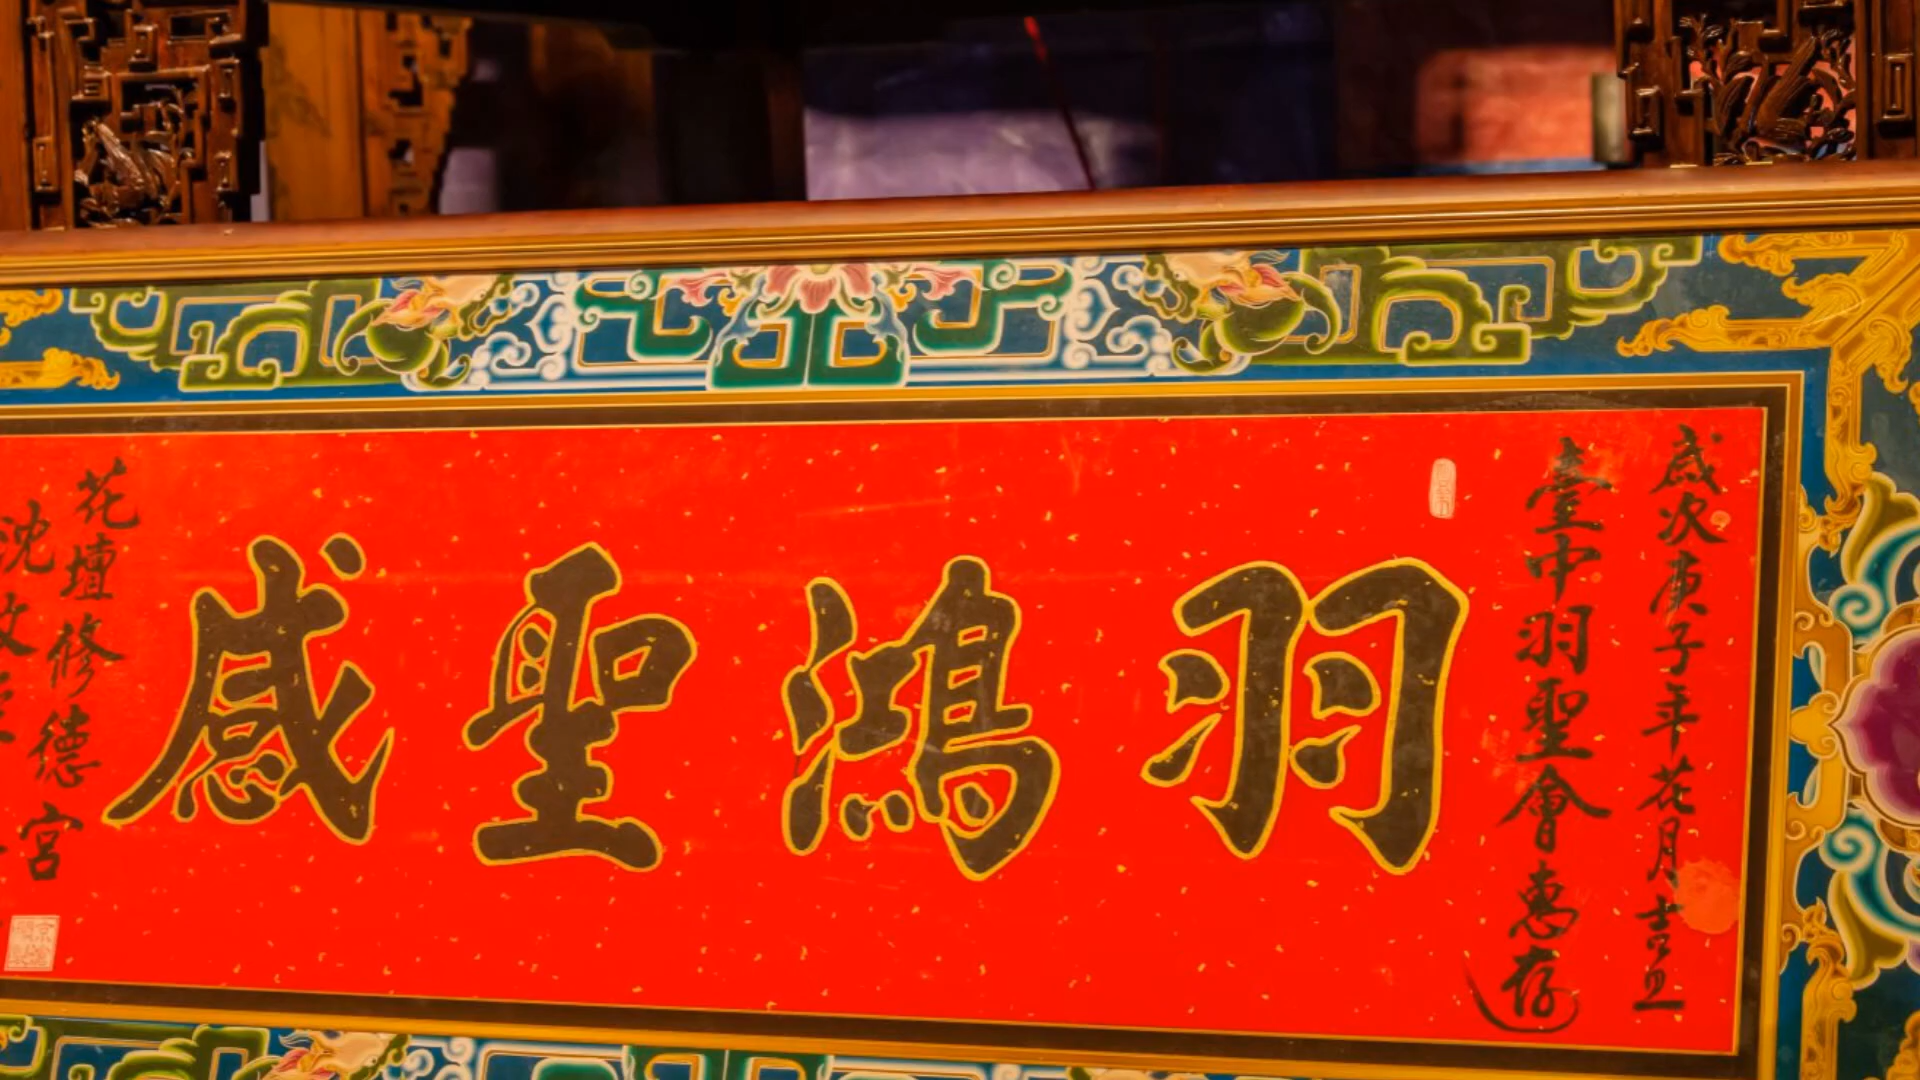 歲次庚子年花月吉旦
臺中羽聖會惠存
羽鴻聖感
花壇修德宮
沈